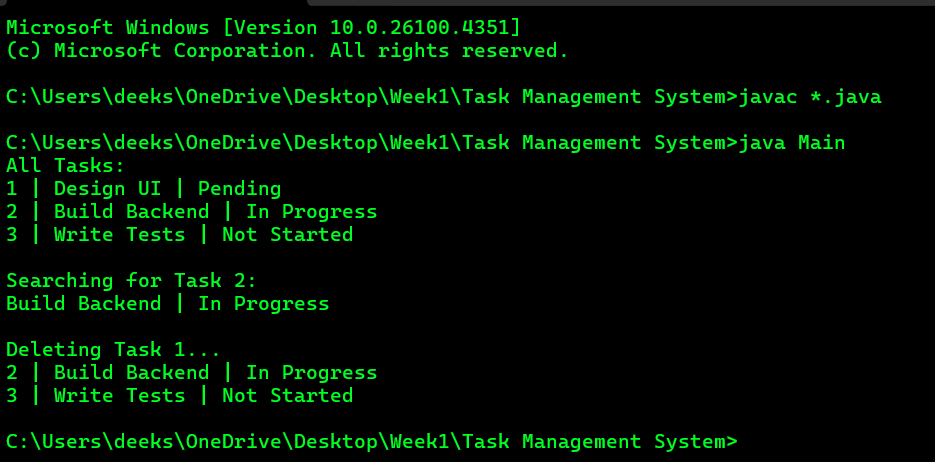 Microsoft Windows [Version 10.0.26100.4351]
(c) Microsoft Corporation. All rights reserved.
C:\Users\deeks\OneDrive\Desktop\Week1\Task Management System>javac *.java
C:\Users\deeks\OneDrive\Desktop\Week1\Task Management System>java Main
All Tasks:
1 | Design UI | Pending
2 | Build Backend | In Progress
3 | Write Tests | Not Started
Searching for Task 2:
Build Backend | In Progress
Deleting Task 1...
2 | Build Backend | In Progress
3 | Write Tests | Not Started
C:\Users\deeks\OneDrive\Desktop\Week1\Task Management System>